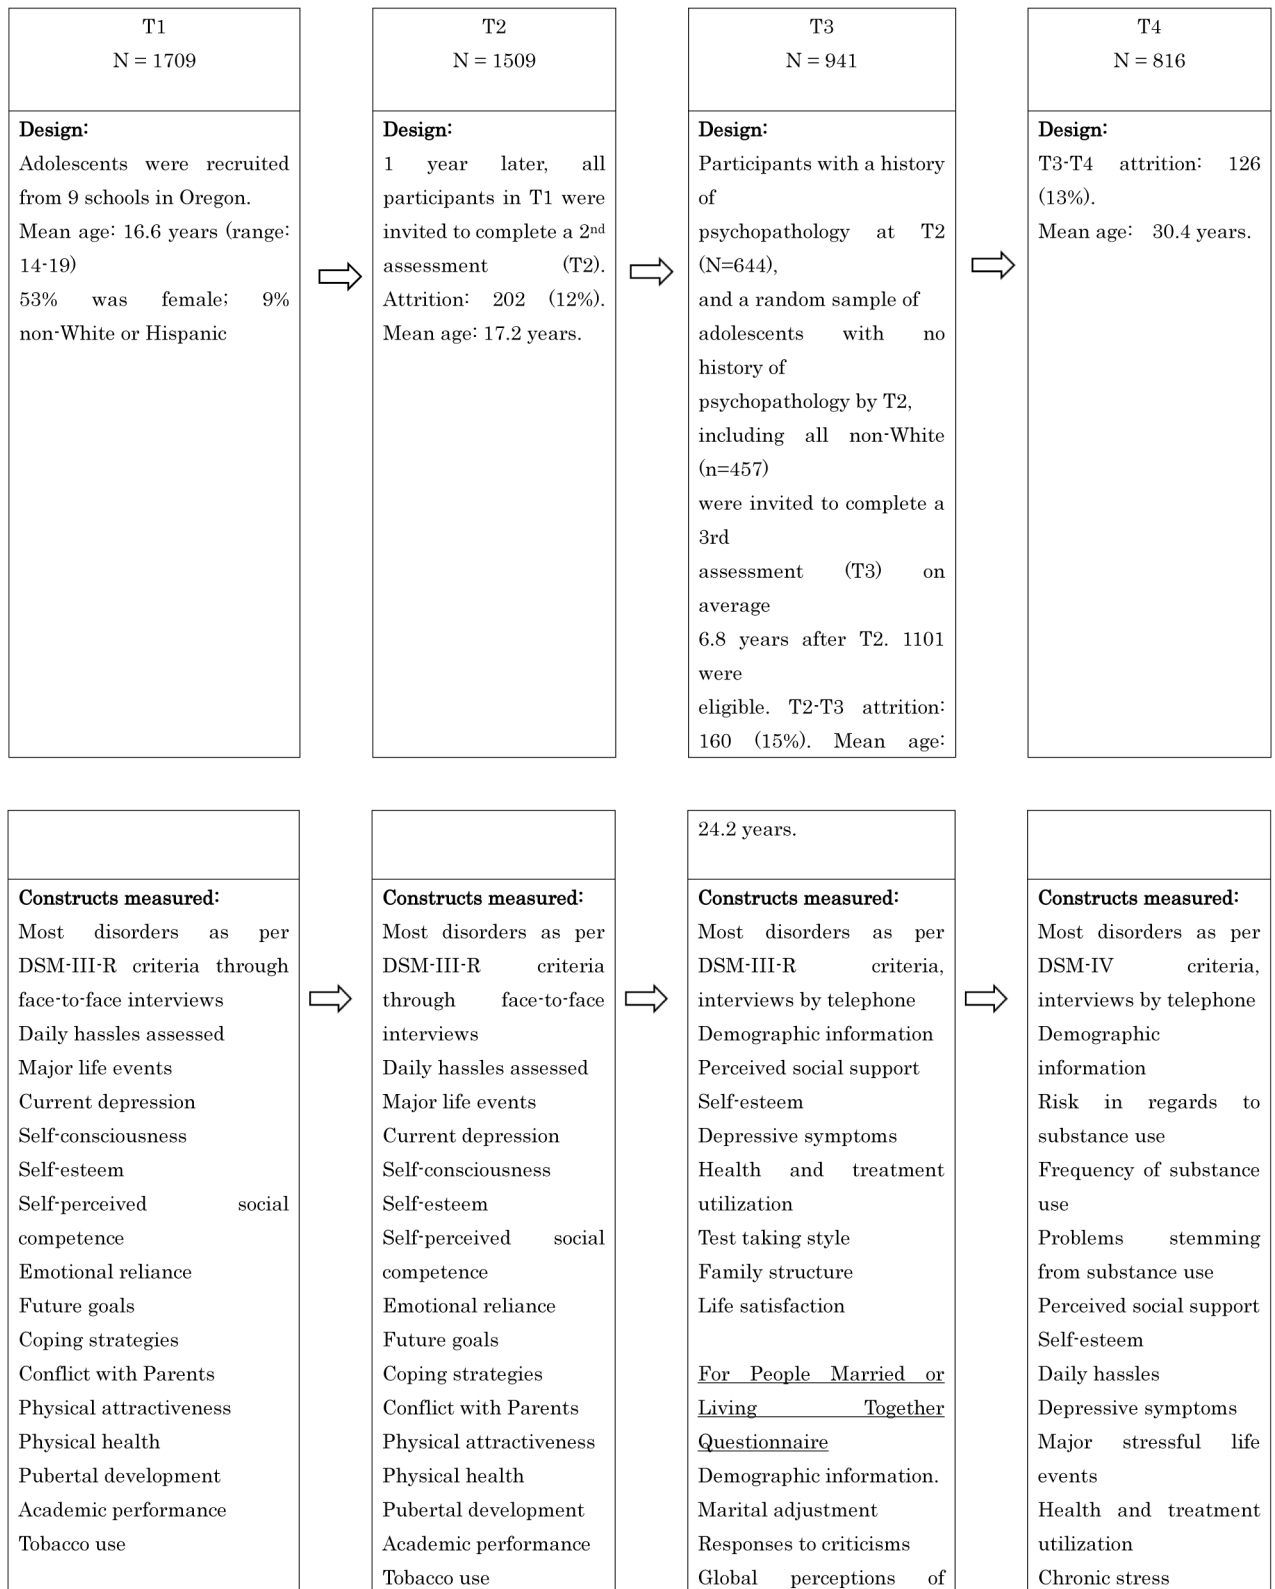 T1
N = 1709
Design:
Adolescents were recruited
from 9 schools in Oregon.
Mean age: 16.6 years (range:
14-19)
53% was female; 9%
non-White or Hispanic
T2
N = 1509
Design:
1 year later, all
participants in T1 were
invited to complete a 2nd
assessment (T2).
Attrition: 202 (12%).
Mean age: 17.2 years.
T3
N = 941
Design:
Participants with a history
of
psychopathology at T2
(N=644),
and a random sample of
adolescents with no
history of
psychopathology by T2,
including all non-White
(n=457)
were invited to complete a
3rd
assessment (T3) on
average
6.8 years after T2. 1101
were
eligible. T2-T3 attrition:
160 (15%). Mean age:
T4
N = 816
Design:
T3-T4 attrition: 126
(13%).
Mean age: 30.4 years.
Constructs measured:
Most disorders as per
DSM-III-R criteria through
face-to-face interviews
Daily hassles assessed
Major life events
Current depression
Self-consciousness
Self-esteem
Self-perceived social
competence
Emotional reliance
Future goals
Coping strategies
Conflict with Parents
Physical attractiveness
Physical health
Pubertal development
Academic performance
Tobacco use
Constructs measured:
Most disorders as per
DSM-III-R criteria
through face-to-face
interviews
Daily hassles assessed
Major life events
Current depression
Self-consciousness
Self-esteem
Self-perceived social
competence
Emotional reliance
Future goals
Coping strategies
Conflict with Parents
Physical attractiveness
Physical health
Pubertal development
Academic performance
Tobacco use
24.2 years.
Constructs measured:
Most disorders as per
DSM-III-R criteria,
interviews by telephone
Demographic information
Perceived social support
Self-esteem
Depressive symptoms
Health and treatment
utilization
Test taking style
Family structure
Life satisfaction
For People Married or
Living Together
Questionnaire
Demographic information.
Marital adjustment
Responses to criticisms
Global perceptions of
Constructs measured:
Most disorders as per
DSM-IV criteria,
interviews by telephone
Demographic
information
Risk in regards to
substance use
Frequency of substance
use
Problems stemming
from substance use
Perceived social support
Self-esteem
Daily hassles
Depressive symptoms
Major stressful life
events
Health and treatment
utilization
Chronic stress